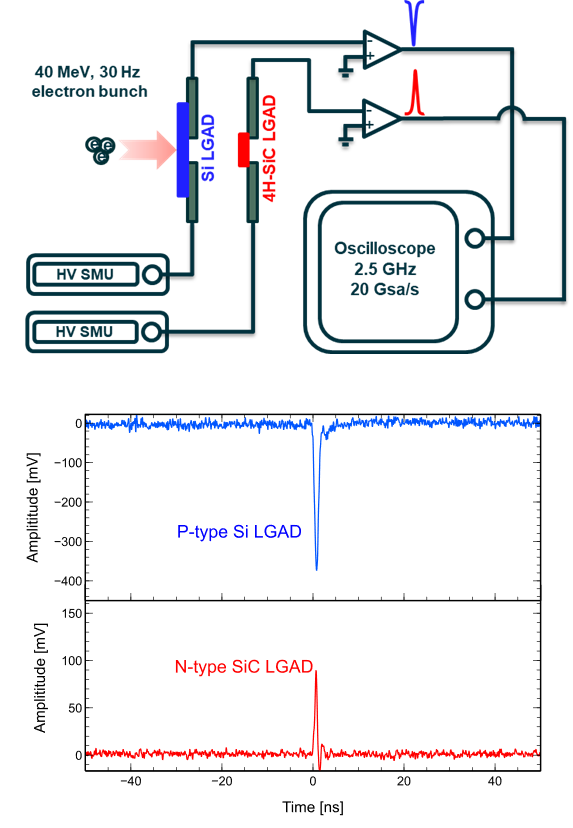 40 MeV, 30 Hz
electron bunch
e
e
e
Si LGAD
4H-SiC LGAD
-
+
-
+
HV SMU
HV SMU
Oscilloscope
2.5 GHz
20 Gsa/s
0
−100
−200
−300
−400
Amplititude [mV]
P-type Si LGAD
150
100
50
0
Amplititude [mV]
N-type SiC LGAD
−40
−20
0
20
40
Time [ns]